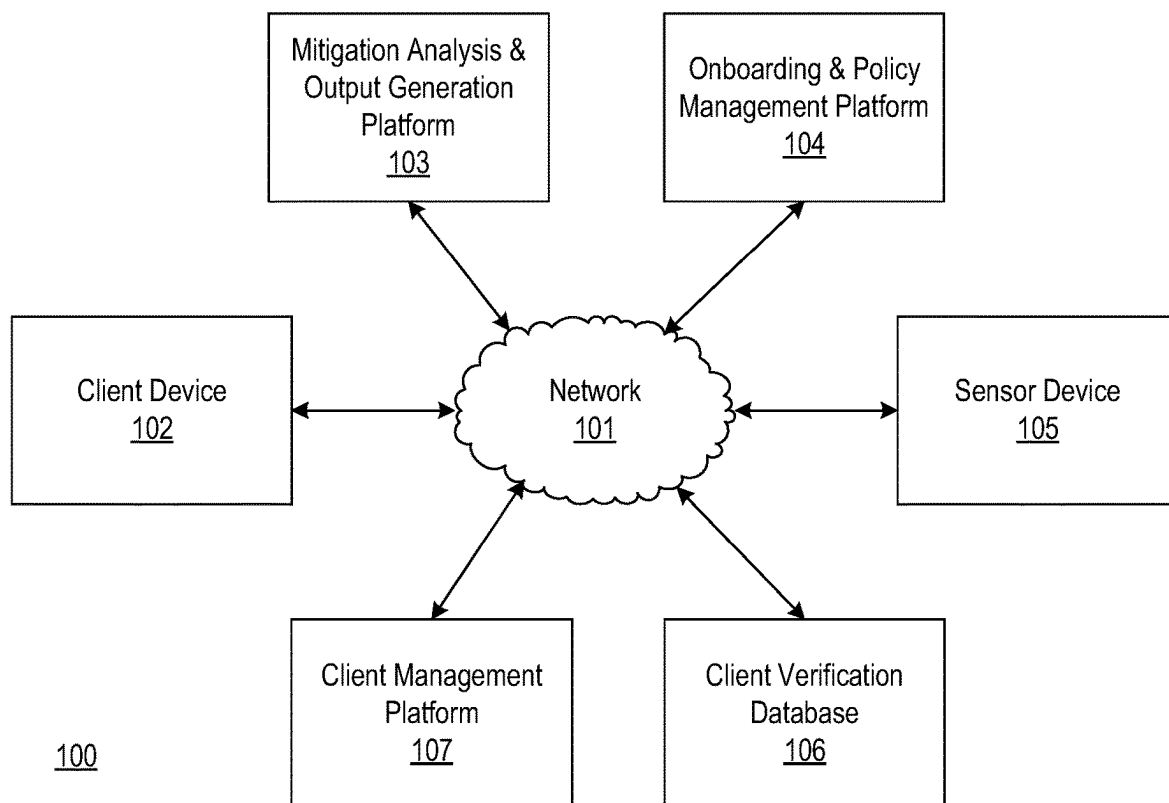 Mitigation Analysis &
Output Generation
Platform
103
Onboarding & Policy
Management Platform
104
Client Device
102
Network
101
Sensor Device
105
Client Management
Platform
107
Client Verification
Database
106
100